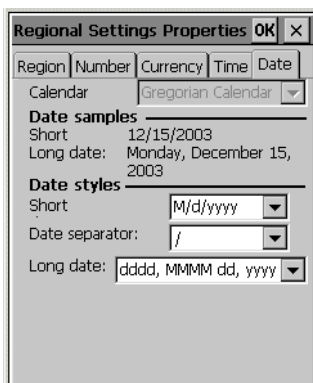 Regional Settings Properties OK ×
Region Number Currency Time Date
Calendar Gregorian Calendar
Date samples
Short 12/15/2003
Long date: Monday, December 15,
2003
Date styles
Short M/d/yyyy
Date separator: /
Long date: dddd, MMMM dd, yyyy